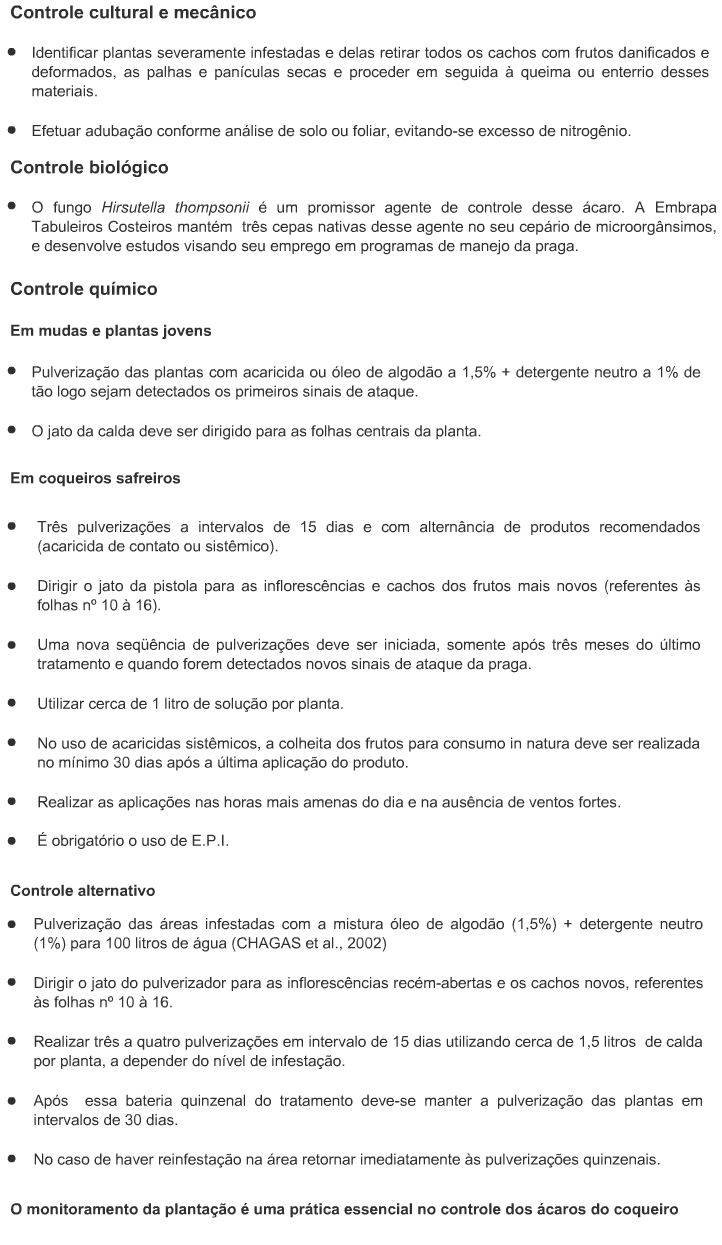 Controle cultural e mecânico
● Identificar plantas severamente infestadas e delas retirar todos os cachos com frutos danificados e
deformados, as palhas e panículas secas e proceder em seguida à queima ou enterrio desses
materiais.
● Efetuar adubação conforme análise de solo ou foliar, evitando-se excesso de nitrogênio.
Controle biológico
● O fungo Hirsutella thompsonii é um promissor agente de controle desse ácaro. A Embrapa
Tabuleiros Costeiros mantém três cepas nativas desse agente no seu cepário de microorgânsimos,
e desenvolve estudos visando seu emprego em programas de manejo da praga.
Controle químico
Em mudas e plantas jovens
● Pulverização das plantas com acaricida ou óleo de algodão a 1,5% + detergente neutro a 1% de
tão logo sejam detectados os primeiros sinais de ataque.
● O jato da calda deve ser dirigido para as folhas centrais da planta.
Em coqueiros safreiros
● Três pulverizações a intervalos de 15 dias e com alternância de produtos recomendados
(acaricida de contato ou sistêmico).
● Dirigir o jato da pistola para as inflorescências e cachos dos frutos mais novos (referentes às
folhas nº 10 à 16).
● Uma nova seqüência de pulverizações deve ser iniciada, somente após três meses do último
tratamento e quando forem detectados novos sinais de ataque da praga.
● Utilizar cerca de 1 litro de solução por planta.
● No uso de acaricidas sistêmicos, a colheita dos frutos para consumo in natura deve ser realizada
no mínimo 30 dias após a última aplicação do produto.
● Realizar as aplicações nas horas mais amenas do dia e na ausência de ventos fortes.
● É obrigatório o uso de E.P.I.
Controle alternativo
● Pulverização das áreas infestadas com a mistura óleo de algodão (1,5%) + detergente neutro
(1%) para 100 litros de água (CHAGAS et al., 2002)
● Dirigir o jato do pulverizador para as inflorescências recém-abertas e os cachos novos, referentes
às folhas nº 10 à 16.
● Realizar três a quatro pulverizações em intervalo de 15 dias utilizando cerca de 1,5 litros de calda
por planta, a depender do nível de infestação.
● Após essa bateria quinzenal do tratamento deve-se manter a pulverização das plantas em
intervalos de 30 dias.
● No caso de haver reinfestação na área retornar imediatamente às pulverizações quinzenais.
O monitoramento da plantação é uma prática essencial no controle dos ácaros do coqueiro